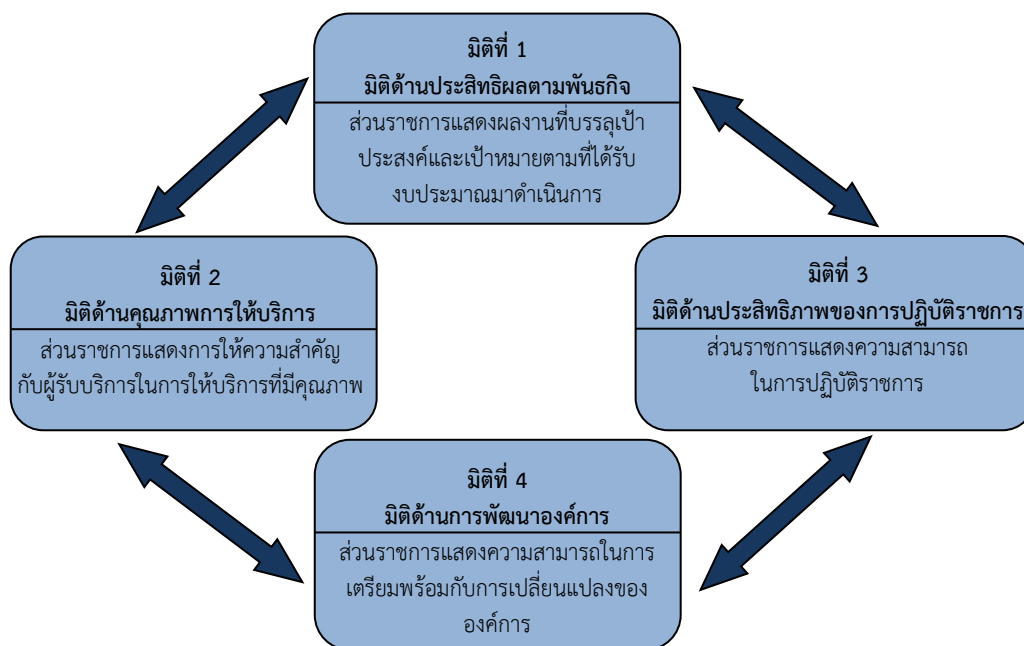 มิติที่ 1
มิติด้านประสิทธิผลตามพันธกิจ
ส่วนราชการแสดงผลงานที่บรรลุเป้า
ประสงค์และเป้าหมายตามที่ได้รับ
งบประมาณมาดำเนินการ
มิติที่ 2
มิติด้านคุณภาพการให้บริการ
ส่วนราชการแสดงการให้ความสำคัญ
กับผู้รับบริการในการให้บริการที่มีคุณภาพ
มิติที่ 3
มิติด้านประสิทธิภาพของการปฏิบัติราชการ
ส่วนราชการแสดงความสามารถ
ในการปฏิบัติราชการ
มิติที่ 4
มิติด้านการพัฒนาองค์การ
ส่วนราชการแสดงความสามารถในการ
เตรียมพร้อมกับการเปลี่ยนแปลงของ
องค์การ